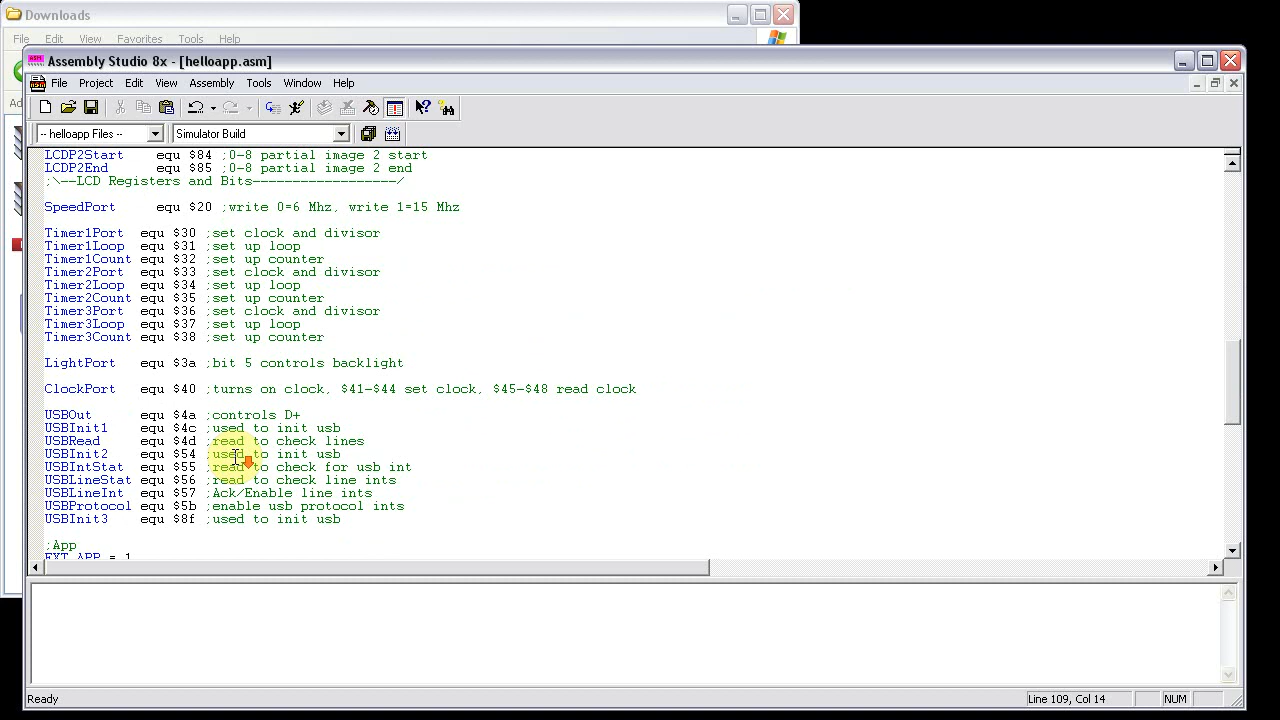 Downloads
File Edit View Favorites Tools Help
Assembly Studio 8x - [helloapp.asm]
File Project Edit View Assembly Tools Window Help
Ad
-- helloapp Files -- Simulator Build
LCDP2Start equ $84 ;0-8 partial image 2 start
LCDP2End equ $85 ;0-8 partial image 2 end
;\--LCD Registers and Bits------------------/
SpeedPort equ $20 ;write 0=6 Mhz, write 1=15 Mhz
Timer1Port equ $30 ;set clock and divisor
Timer1Loop equ $31 ;set up loop
Timer1Count equ $32 ;set up counter
Timer2Port equ $33 ;set clock and divisor
Timer2Loop equ $34 ;set up loop
Timer2Count equ $35 ;set up counter
Timer3Port equ $36 ;set clock and divisor
Timer3Loop equ $37 ;set up loop
Timer3Count equ $38 ;set up counter
LightPort equ $3a ;bit 5 controls backlight
ClockPort equ $40 ;turns on clock, $41-$44 set clock, $45-$48 read clock
USBOut equ $4a ;controls D+
USBInit1 equ $4c ;used to init usb
USBRead equ $4d ;read to check lines
USBInit2 equ $54 ;used to init usb
USBIntStat equ $55 ;read to check for usb int
USBLineStat equ $56 ;read to check line ints
USBLineInt equ $57 ;Ack/Enable line ints
USBProtocol equ $5b ;enable usb protocol ints
USBInit3 equ $8f ;used to init usb
;App
EXT_APP = 1
Ready Line 109, Col 14 NUM